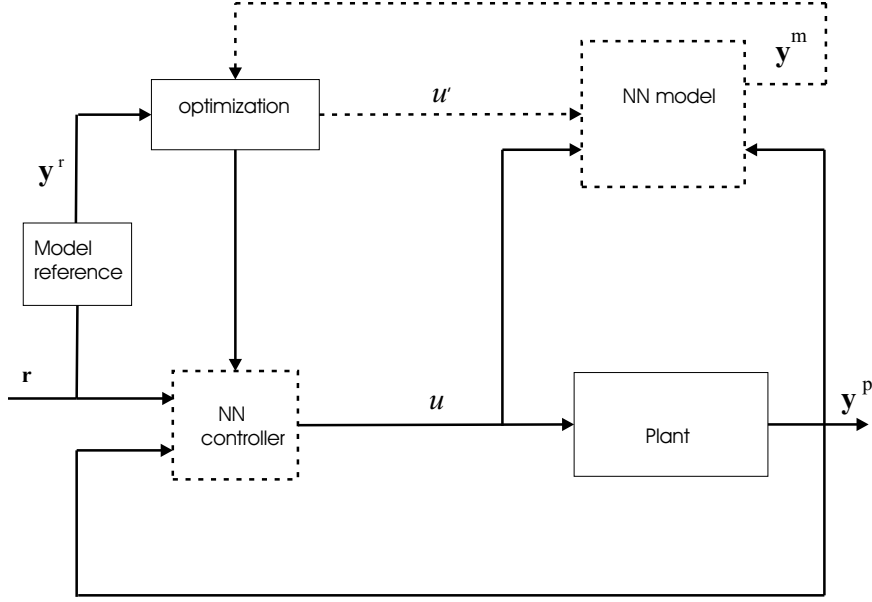 y^m
optimization
u'
NN model
y^r
Model
reference
r
NN
controller
u
Plant
y^p